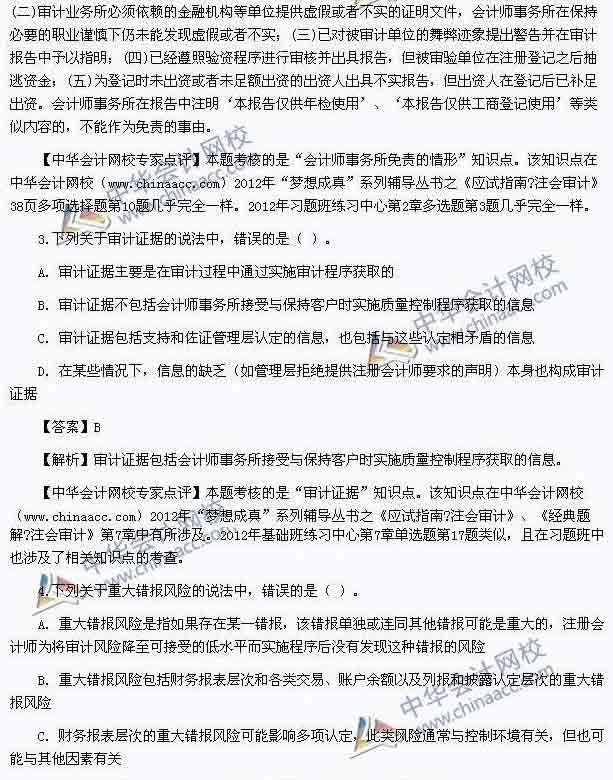 (二)审计业务所必须依赖的金融机构等单位提供虚假或者不实的证明文件，会计师事务所在保持
必要的职业谨慎下仍未能发现虚假或者不实；(三)已对被审计单位的舞弊迹象提出警告并在审计
报告中予以指明；(四)已经遵照验资程序进行审核并出具报告，但被审验单位在注册登记之后抽
逃资金；(五)为登记时未出资或者未足额出资的出资人出具不实报告，但出资人在登记后已补足
出资。会计师事务所在报告中注明‘本报告仅供年检使用’、‘本报告仅供工商登记使用’等类
似内容的，不能作为免责的事由。
【中华会计网校专家点评】本题考核的是“会计师事务所免责的情形”知识点。该知识点在
中华会计网校（www.chinaacc.com）2012年“梦想成真”系列辅导丛书之《应试指南?注会审计》
38页多项选择题第10题几乎完全一样。2012年习题班练习中心第2章多选题第3题几乎完全一样。
3.下列关于审计证据的说法中，错误的是（ ）。
A. 审计证据主要是在审计过程中通过实施审计程序获取的
B. 审计证据不包括会计师事务所接受与保持客户时实施质量控制程序获取的信息
C. 审计证据包括支持和佐证管理层认定的信息，也包括与这些认定相矛盾的信息
D. 在某些情况下，信息的缺乏（如管理层拒绝提供注册会计师要求的声明）本身也构成审计
证据
【答案】B
【解析】审计证据包括会计师事务所接受与保持客户时实施质量控制程序获取的信息。
【中华会计网校专家点评】本题考核的是“审计证据”知识点。该知识点在中华会计网校
（www.chinaacc.com）2012年“梦想成真”系列辅导丛书之《应试指南?注会审计》、《经典题
解?注会审计》第7章中有所涉及。2012年基础班练习中心第7章单选题第17题类似，且在习题班中
也涉及了相关知识点的考查。
4.下列关于重大错报风险的说法中，错误的是（ ）。
A. 重大错报风险是指如果存在某一错报，该错报单独或连同其他错报可能是重大的，注册会
计师为将审计风险降至可接受的低水平而实施程序后没有发现这种错报的风险
B. 重大错报风险包括财务报表层次和各类交易、账户余额以及列报和披露认定层次的重大错
报风险
C. 财务报表层次的重大错报风险可能影响多项认定，此类风险通常与控制环境有关，但也可
能与其他因素有关
中华会计网校
www.chinaacc.com
中华会计网校
www.chinaacc.com
中华会计网校
www.chinaacc.com
中华会计网校
www.chinaacc.com